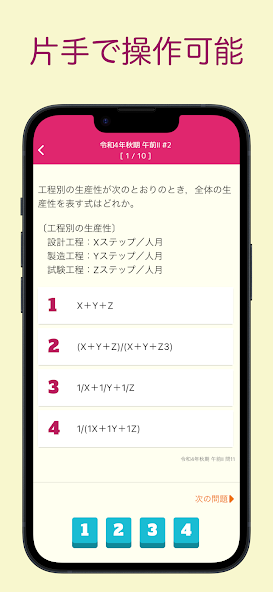 片手で操作可能
令和4年秋期 午前II #2
[ 1 / 10 ]
工程別の生産性が次のとおりのとき，全体の生
産性を表す式はどれか。
〔工程別の生産性〕
設計工程：Xステップ／人月
製造工程：Yステップ／人月
試験工程：Zステップ／人月
1 X＋Y＋Z
2 (X＋Y＋Z)/(X＋Y＋Z3)
3 1/X＋1/Y＋1/Z
4 1/(1X＋1Y＋1Z)
令和4年秋期 午前II 問11
次の問題
1 2 3 4